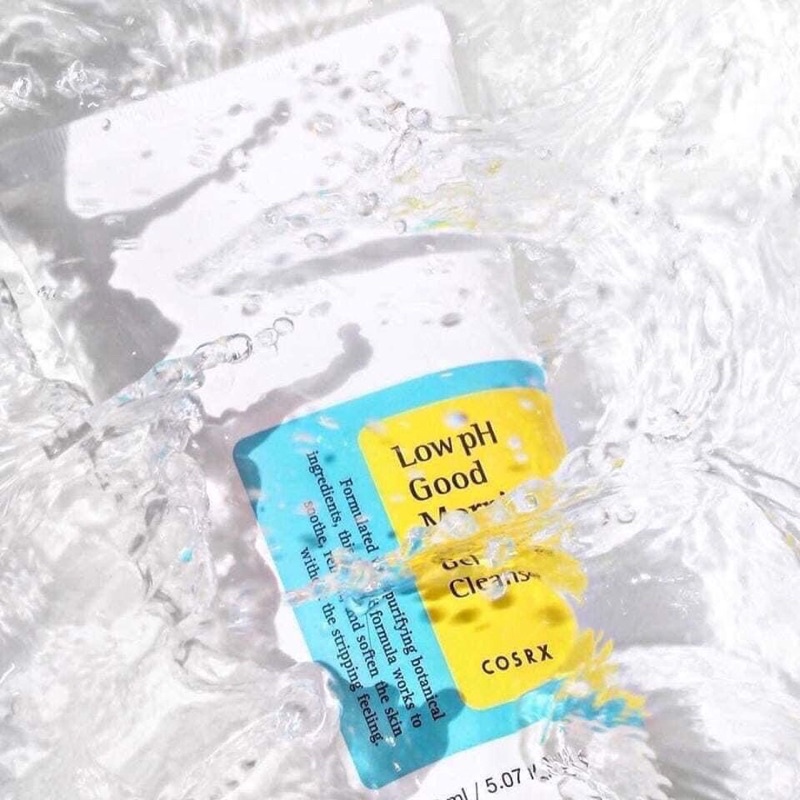 Low pH
Good
Cleans
COSRX
Formulated purifying botanical
ingredients, formula works to
soothe, and soften the skin
the stripping feeling.
ml / 5.07